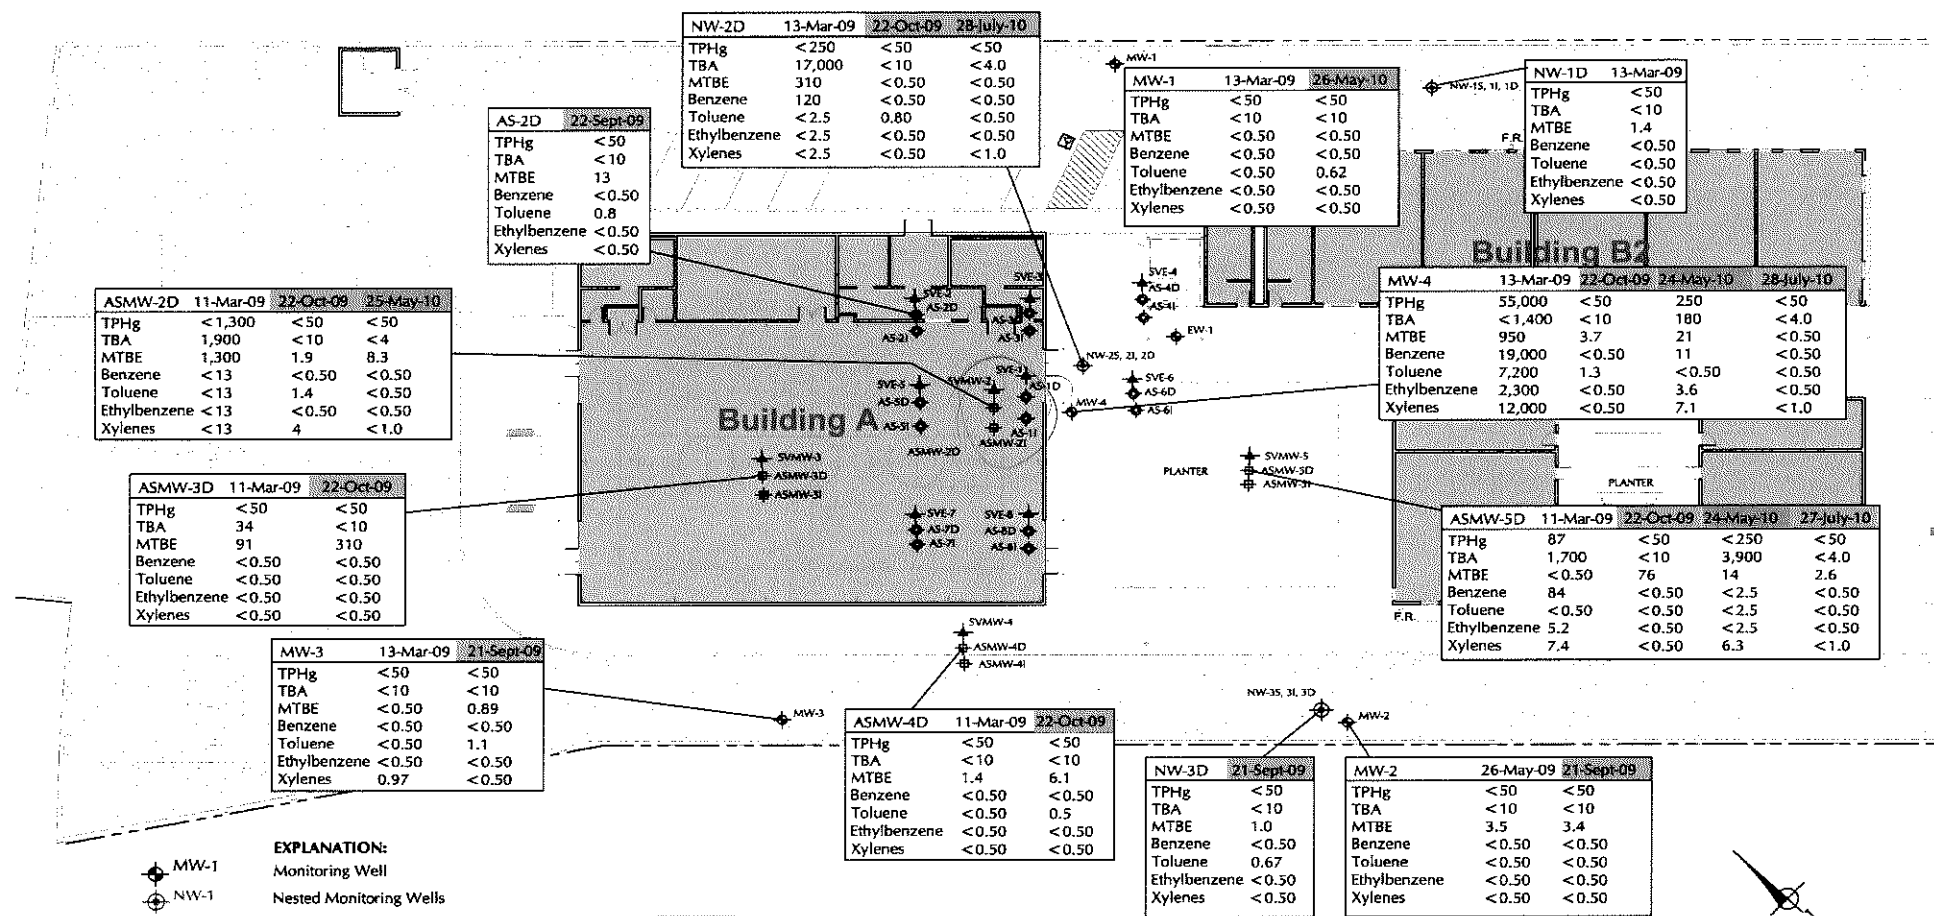 NW-2D 13-Mar-09 22-Oct-09 28-July-10
TPHg <250 <50 <50
TBA 17,000 <10 <4.0
MTBE 310 <0.50 <0.50
Benzene 120 <0.50 <0.50
Toluene <2.5 0.80 <0.50
Ethylbenzene <2.5 <0.50 <0.50
Xylenes <2.5 <0.50 <1.0
MW-1
MW-1 13-Mar-09 26-May-10
TPHg <50 <50
TBA <10 <10
MTBE <0.50 <0.50
Benzene <0.50 <0.50
Toluene <0.50 0.62
Ethylbenzene <0.50 <0.50
Xylenes <0.50 <0.50
NW-1S, 1I, 1D
NW-1D 13-Mar-09
TPHg <50
TBA <10
MTBE 1.4
Benzene <0.50
Toluene <0.50
Ethylbenzene <0.50
Xylenes <0.50
F.R.
AS-2D 22-Sept-09
TPHg <50
TBA <10
MTBE 13
Benzene <0.50
Toluene 0.8
Ethylbenzene <0.50
Xylenes <0.50
Building B2
ASMW-2D 11-Mar-09 22-Oct-09 25-May-10
TPHg <1,300 <50 <50
TBA 1,900 <10 <4
MTBE 1,300 1.9 8.3
Benzene <13 <0.50 <0.50
Toluene <13 1.4 <0.50
Ethylbenzene <13 <0.50 <0.50
Xylenes <13 4 <1.0
SVE-2
AS-2D
AS-2I
SVE-3
AS-3I
SVE-4
AS-4D
AS-4I
EW-1
NW-2S, 2I, 2D
MW-4 13-Mar-09 22-Oct-09 24-May-10 28-July-10
TPHg 55,000 <50 250 <50
TBA <1,400 <10 180 <4.0
MTBE 950 3.7 21 <0.50
Benzene 19,000 <0.50 11 <0.50
Toluene 7,200 1.3 <0.50 <0.50
Ethylbenzene 2,300 <0.50 3.6 <0.50
Xylenes 12,000 <0.50 7.1 <1.0
Building A
SVE-5
AS-5D
AS-5I
SVMW-2
ASMW-2D
ASMW-2I
SVE-1
AS-1D
AS-1I
MW-4
SVE-6
AS-6D
AS-6I
SVMW-3
ASMW-3D
ASMW-3I
SVMW-5
ASMW-5D
ASMW-5I
PLANTER
PLANTER
ASMW-3D 11-Mar-09 22-Oct-09
TPHg <50 <50
TBA 34 <10
MTBE 91 310
Benzene <0.50 <0.50
Toluene <0.50 <0.50
Ethylbenzene <0.50 <0.50
Xylenes <0.50 <0.50
SVE-7
AS-7D
AS-7I
SVE-8
AS-8D
AS-8I
ASMW-5D 11-Mar-09 22-Oct-09 24-May-10 27-July-10
TPHg 87 <50 <250 <50
TBA 1,700 <10 3,900 <4.0
MTBE <0.50 76 14 2.6
Benzene 84 <0.50 <2.5 <0.50
Toluene <0.50 <0.50 <2.5 <0.50
Ethylbenzene 5.2 <0.50 <2.5 <0.50
Xylenes 7.4 <0.50 6.3 <1.0
F.R.
SVMW-4
ASMW-4D
ASMW-4I
MW-3 13-Mar-09 21-Sept-09
TPHg <50 <50
TBA <10 <10
MTBE <0.50 0.89
Benzene <0.50 <0.50
Toluene <0.50 1.1
Ethylbenzene <0.50 <0.50
Xylenes 0.97 <0.50
MW-3
NW-3S, 3I, 3D
MW-2
ASMW-4D 11-Mar-09 22-Oct-09
TPHg <50 <50
TBA <10 <10
MTBE 1.4 6.1
Benzene <0.50 <0.50
Toluene <0.50 0.5
Ethylbenzene <0.50 <0.50
Xylenes <0.50 <0.50
NW-3D 21-Sept-09
TPHg <50
TBA <10
MTBE 1.0
Benzene <0.50
Toluene 0.67
Ethylbenzene <0.50
Xylenes <0.50
MW-2 26-May-09 21-Sept-09
TPHg <50 <50
TBA <10 <10
MTBE 3.5 3.4
Benzene <0.50 <0.50
Toluene <0.50 <0.50
Ethylbenzene <0.50 <0.50
Xylenes <0.50 <0.50
EXPLANATION:
MW-1 Monitoring Well
NW-1 Nested Monitoring Wells